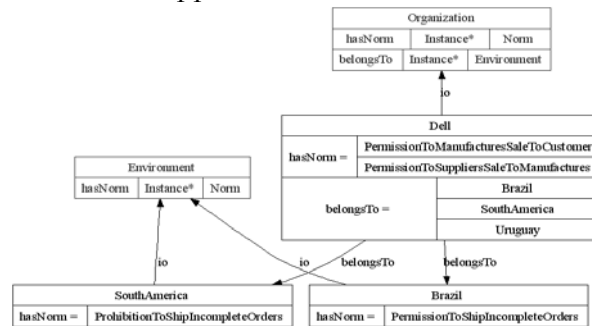 Organization
hasNorm Instance* Norm
belongsTo Instance* Environment
io
Dell
hasNorm = PermissionToManufacturesSaleToCustomer
PermissionToSuppliersSaleToManufactures
belongsTo = Brazil
SouthAmerica
Uruguay
Environment
hasNorm Instance* Norm
io
io
belongsTo
belongsTo
SouthAmerica
hasNorm = ProhibitionToShipIncompleteOrders
Brazil
hasNorm = PermissionToShipIncompleteOrders